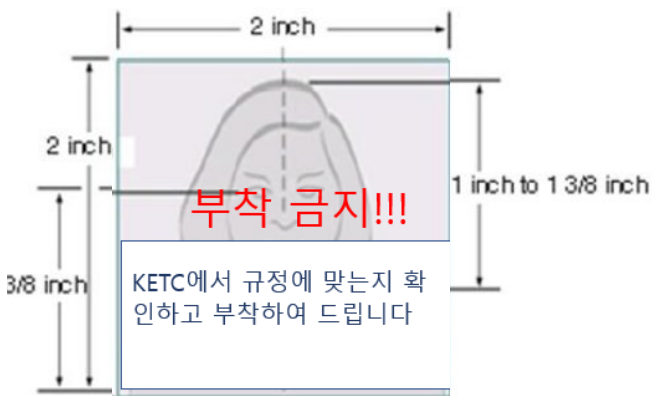 2 inch
2 inch
1 inch to 1 3/8 inch
부착 금지!!!
3/8 inch
KETC에서 규정에 맞는지 확
인하고 부착하여 드립니다